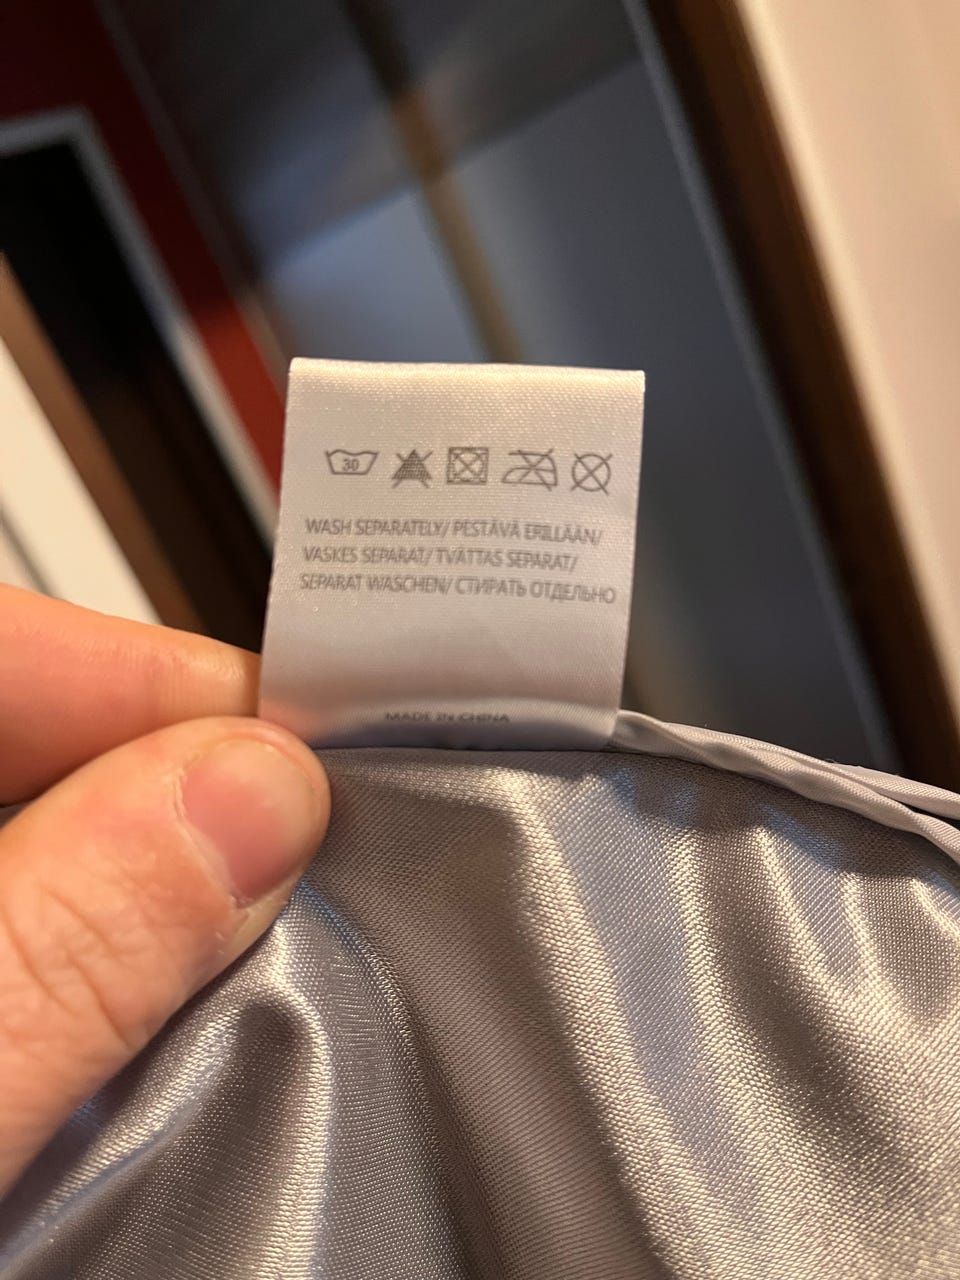 30
WASH SEPARATELY/ PESTÄVÄ ERILLÄÄN/
VASKES SEPARAT/ TVÄTTAS SEPARAT/
SEPARAT WASCHEN/ СТИРАТЬ ОТДЕЛЬНО
MADE IN CHINA